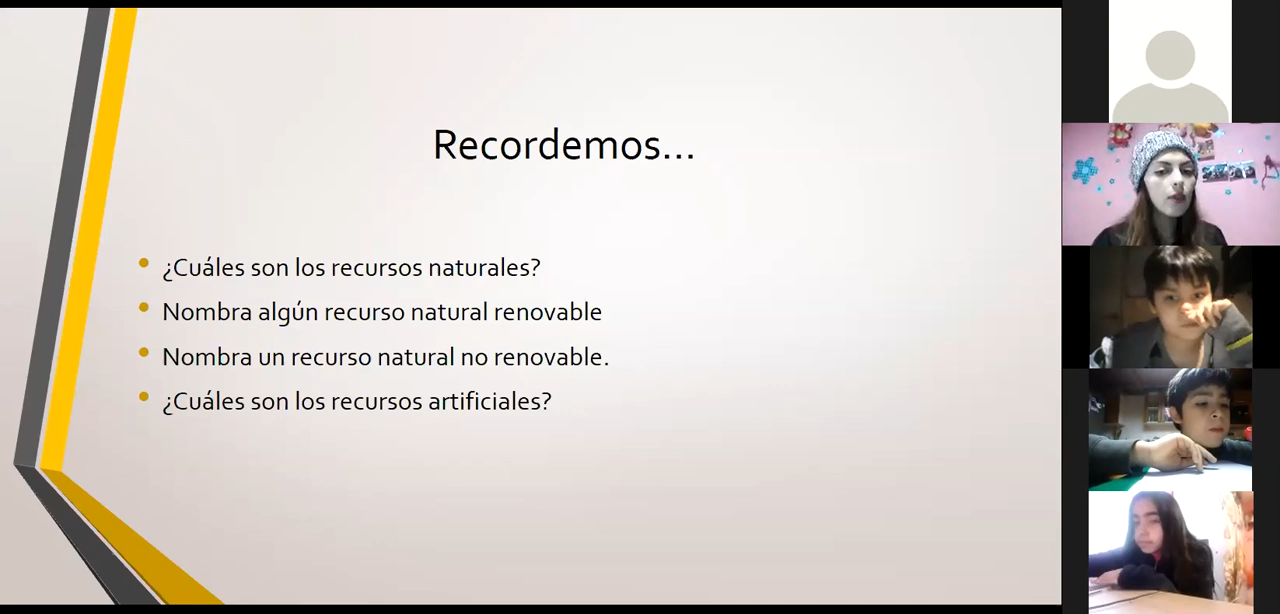 Recordemos...
¿Cuáles son los recursos naturales?
Nombra algún recurso natural renovable
Nombra un recurso natural no renovable.
¿Cuáles son los recursos artificiales?